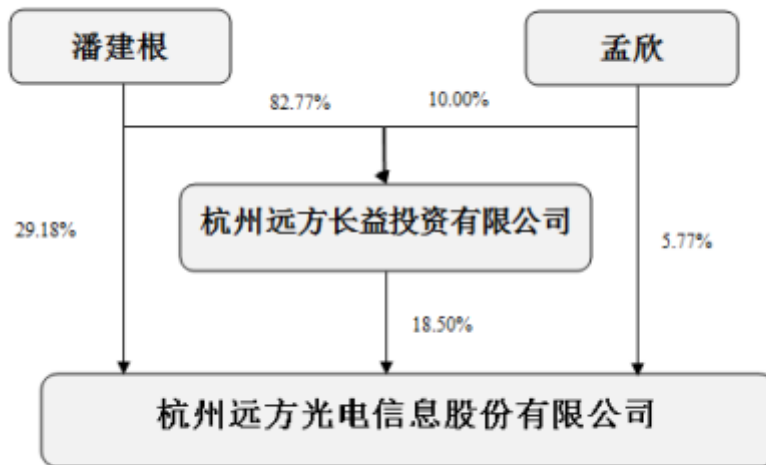 潘建根
孟欣
82.77%
10.00%
杭州远方长益投资有限公司
29.18%
5.77%
18.50%
杭州远方光电信息股份有限公司